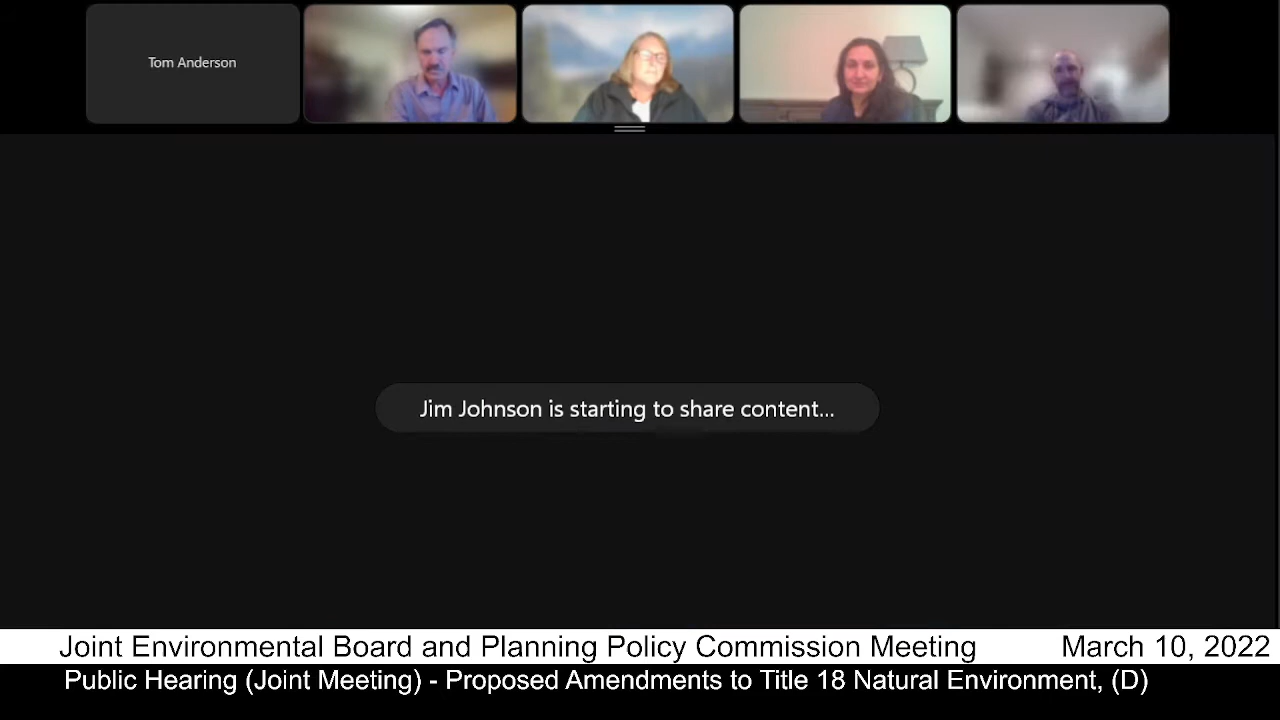 Tom Anderson
Jim Johnson is starting to share content...
Joint Environmental Board and Planning Policy Commission Meeting March 10, 2022
Public Hearing (Joint Meeting) - Proposed Amendments to Title 18 Natural Environment, (D)